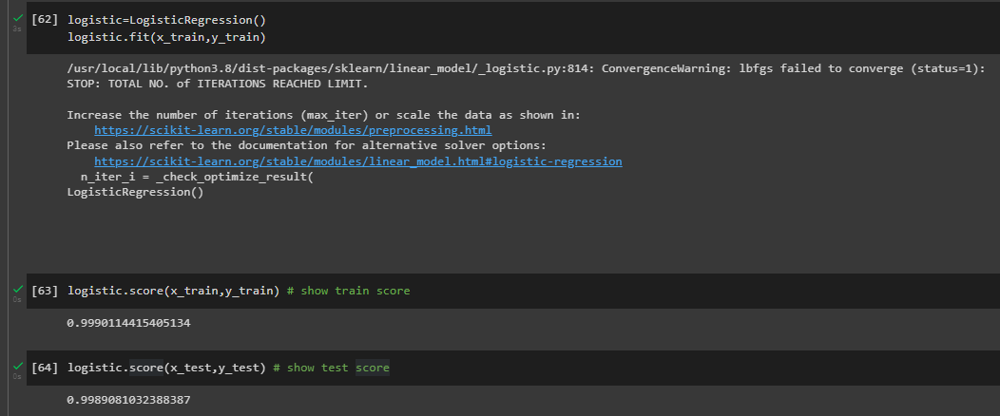 [62] logistic=LogisticRegression()
logistic.fit(x_train,y_train)
3s
/usr/local/lib/python3.8/dist-packages/sklearn/linear_model/_logistic.py:814: ConvergenceWarning: lbfgs failed to converge (status=1):
STOP: TOTAL NO. of ITERATIONS REACHED LIMIT.
Increase the number of iterations (max_iter) or scale the data as shown in:
https://scikit-learn.org/stable/modules/preprocessing.html
Please also refer to the documentation for alternative solver options:
https://scikit-learn.org/stable/modules/linear_model.html#logistic-regression
n_iter_i = _check_optimize_result(
LogisticRegression()
[63] logistic.score(x_train,y_train) # show train score
0s
0.9990114415405134
[64] logistic.score(x_test,y_test) # show test score
0s
0.9989081032388387